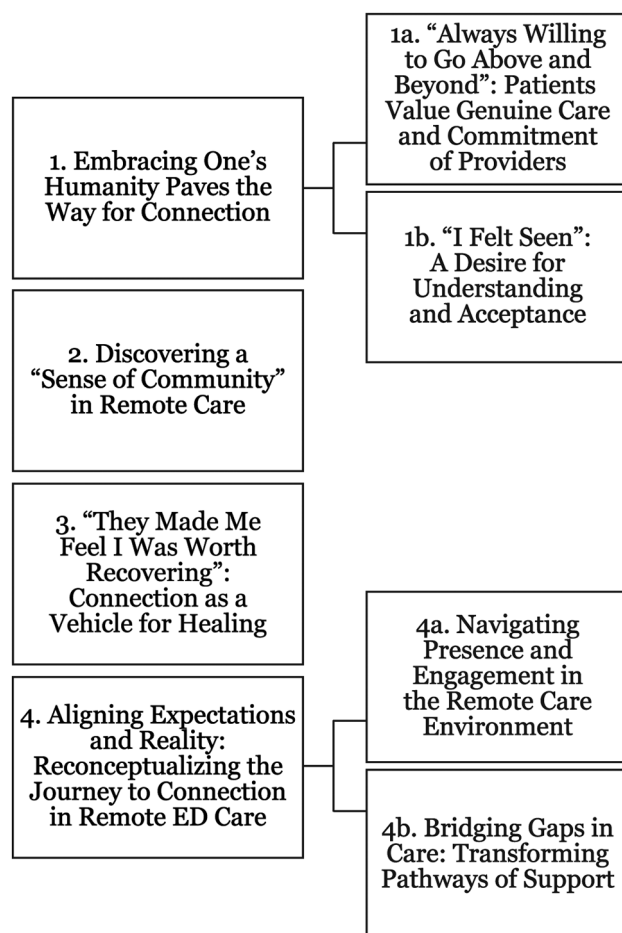 1. Embracing One’s
Humanity Paves the
Way for Connection
1a. “Always Willing
to Go Above and
Beyond”: Patients
Value Genuine Care
and Commitment
of Providers
1b. “I Felt Seen”:
A Desire for
Understanding
and Acceptance
2. Discovering a
“Sense of Community”
in Remote Care
3. “They Made Me
Feel I Was Worth
Recovering”:
Connection as a
Vehicle for Healing
4. Aligning Expectations
and Reality:
Reconceptualizing the
Journey to Connection
in Remote ED Care
4a. Navigating
Presence and
Engagement in
the Remote Care
Environment
4b. Bridging Gaps in
Care: Transforming
Pathways of Support